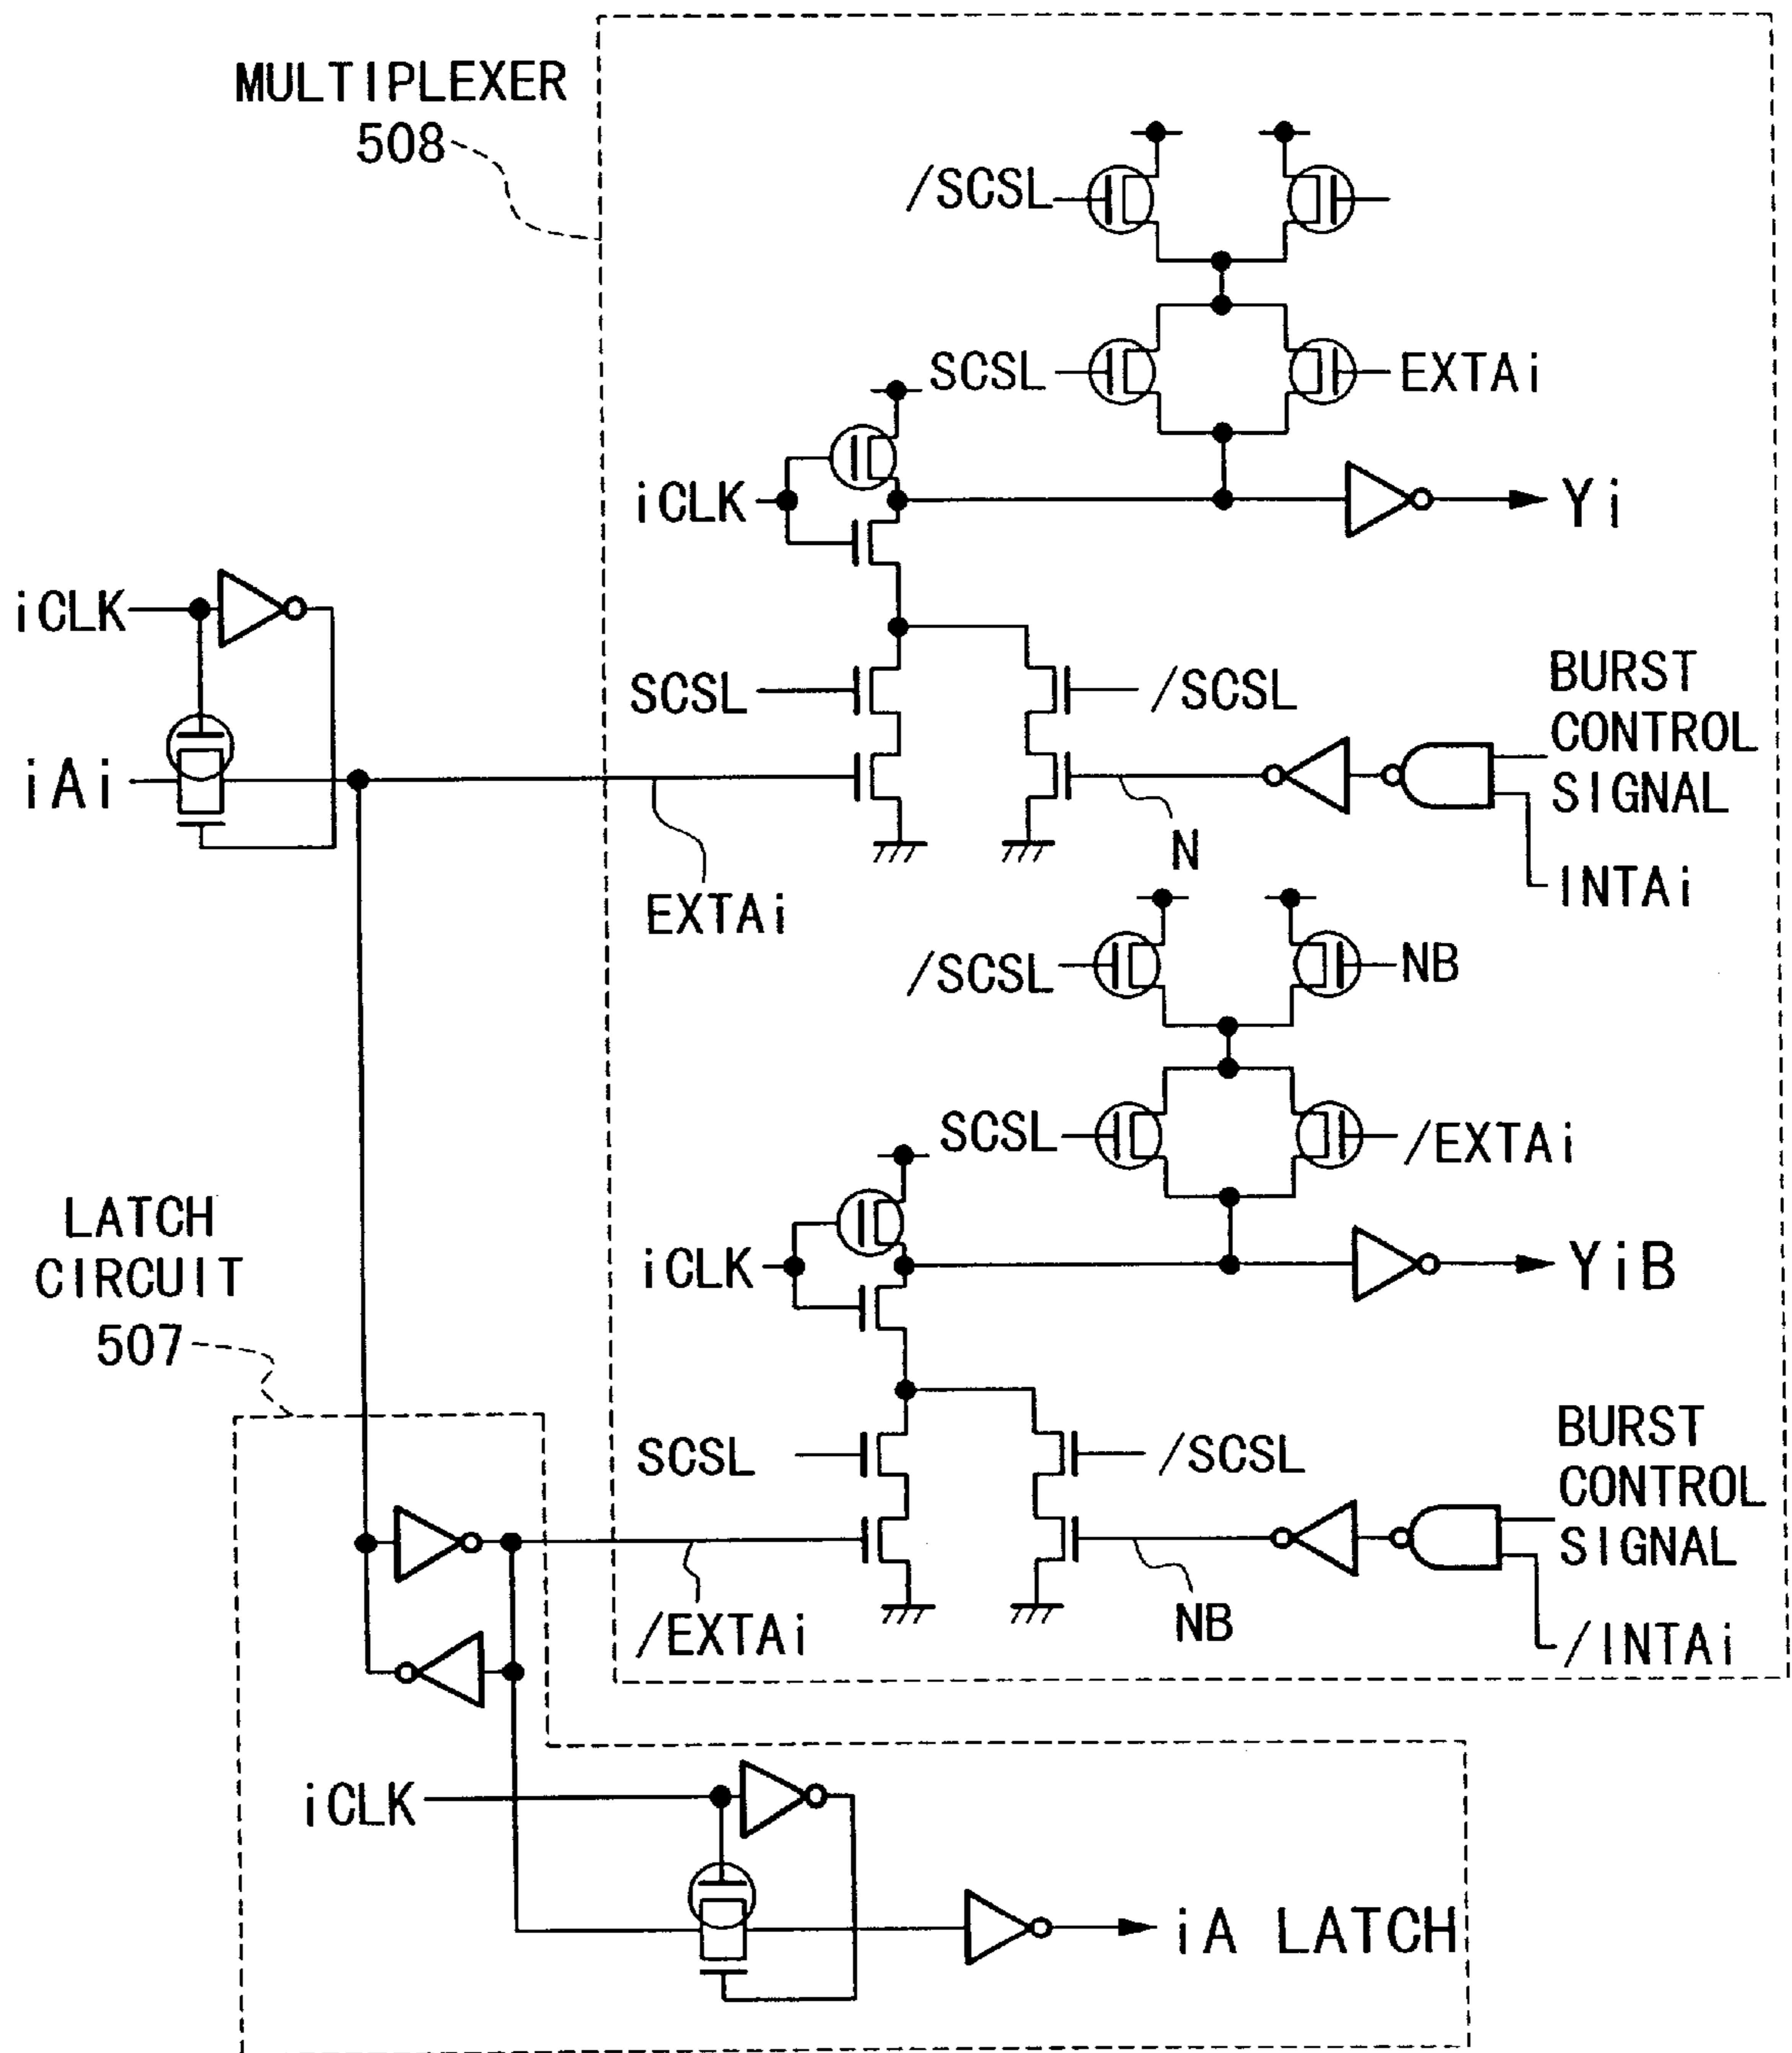 MULTIPLEXER
508
/SCSL
SCSL
EXTAi
iCLK
Yi
iCLK
SCSL
/SCSL
BURST
CONTROL
SIGNAL
iAi
N
INTAi
EXTAi
/SCSL
NB
SCSL
/EXTAi
LATCH
CIRCUIT
507
iCLK
YiB
SCSL
/SCSL
BURST
CONTROL
SIGNAL
/EXTAi
NB
/INTAi
iCLK
iA LATCH